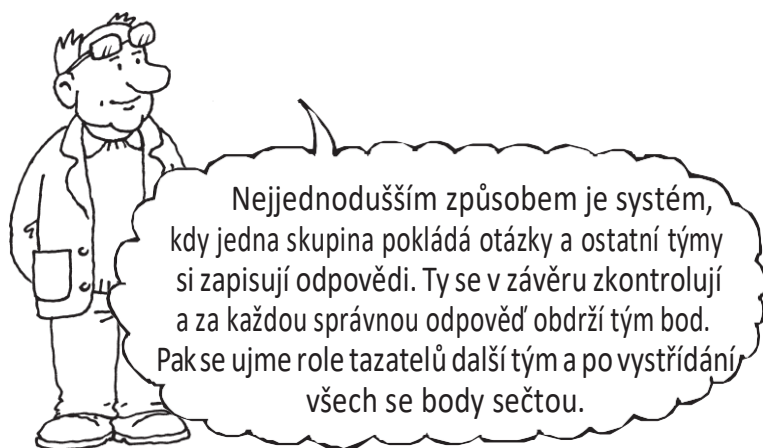 Nejjednodušším způsobem je systém,
kdy jedna skupina pokládá otázky a ostatní týmy
si zapisují odpovědi. Ty se v závěru zkontrolují
a za každou správnou odpověď obdrží tým bod.
Pak se ujme role tazatelů další tým a po vystřídání
všech se body sečtou.